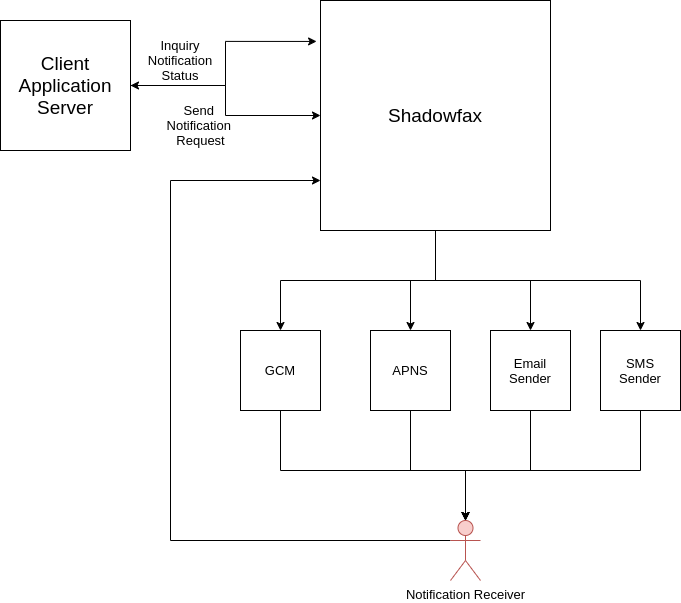 Client
Application
Server
Inquiry
Notification
Status
Send
Notification
Request
Shadowfax
GCM
APNS
Email
Sender
SMS
Sender
Notification Receiver